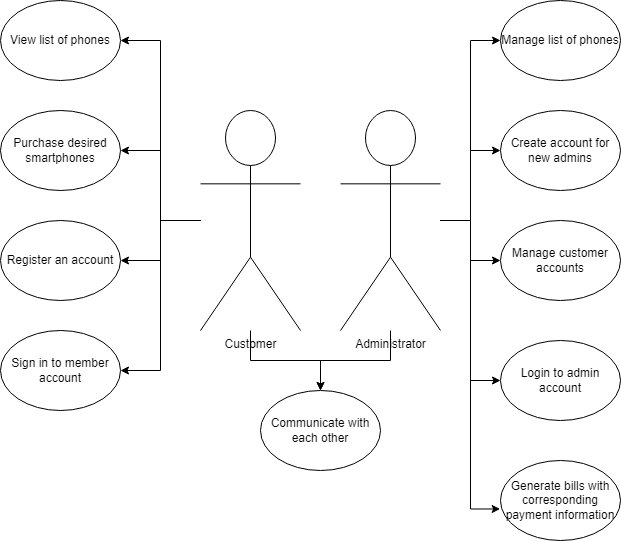 View list of phones
Manage list of phones
Purchase desired
smartphones
Create account for
new admins
Register an account
Manage customer
accounts
Customer
Administrator
Sign in to member
account
Login to admin
account
Communicate with
each other
Generate bills with
corresponding
payment information